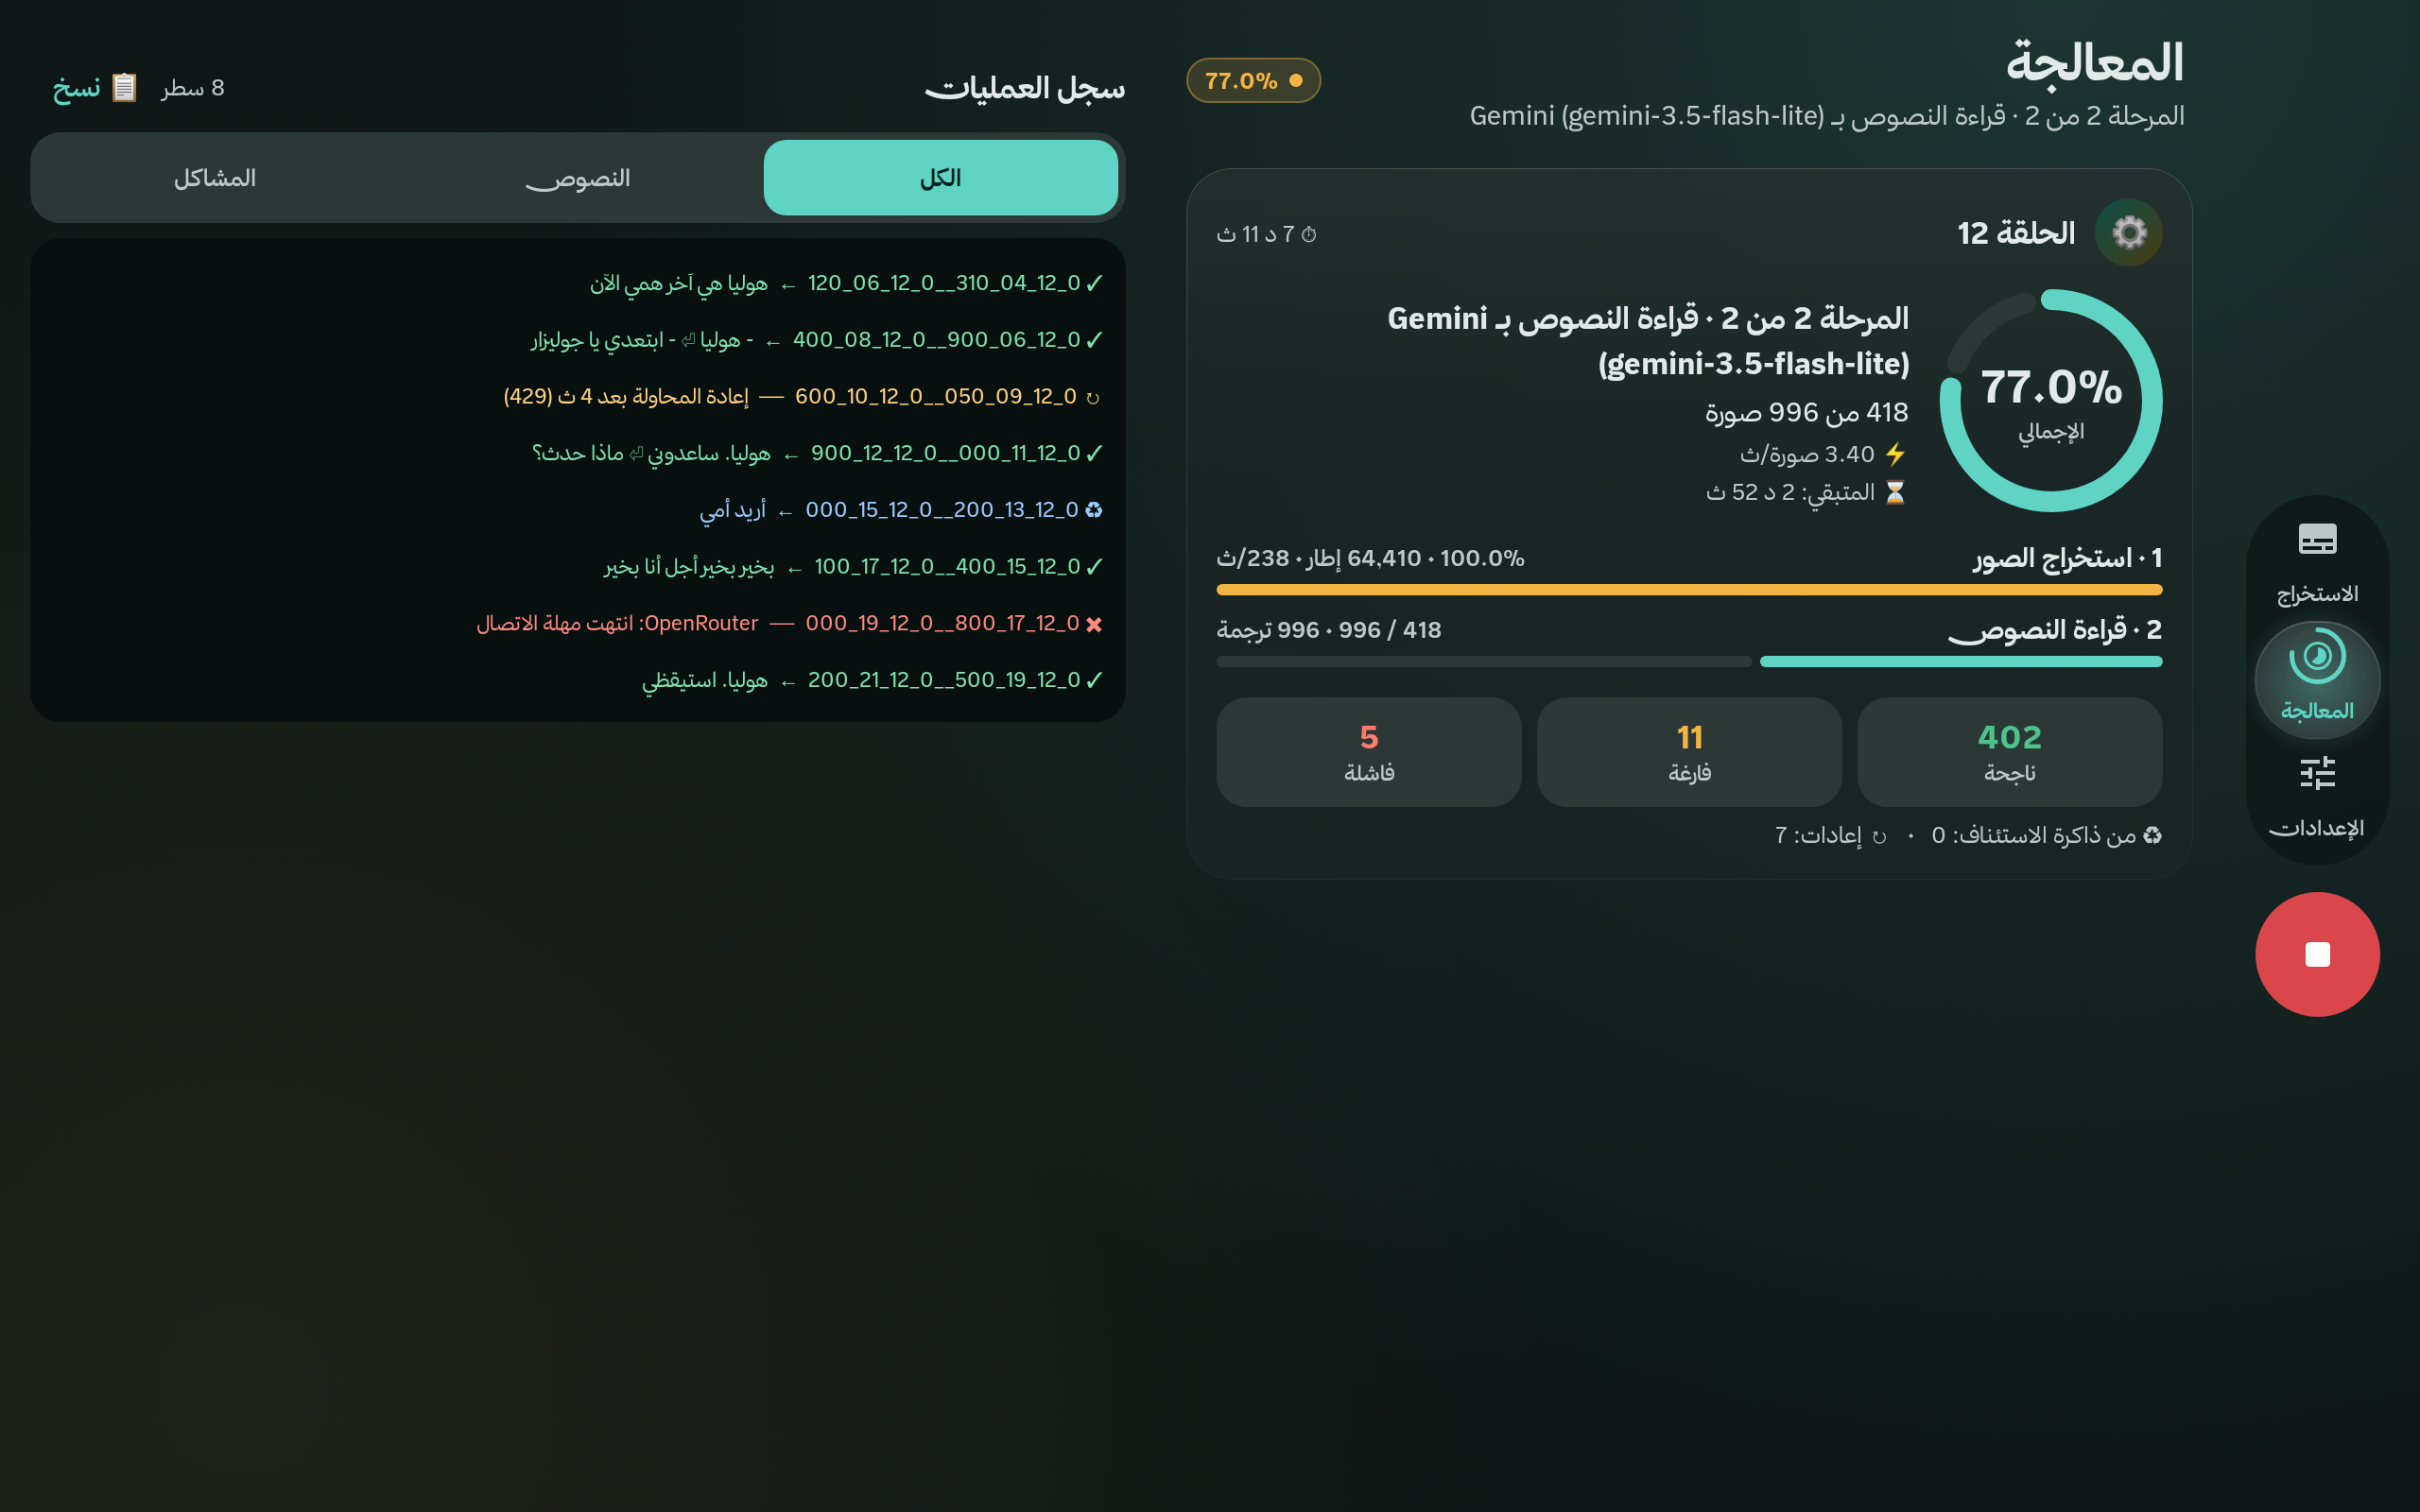 المعالجة
المرحلة 2 من 2 · قراءة النصوص بـ Gemini (gemini-3.5-flash-lite)
77.0%
الحلقة 12
⏱ 7 د 11 ث
77.0%
الإجمالي
المرحلة 2 من 2 · قراءة النصوص بـ Gemini
(gemini-3.5-flash-lite)
418 من 996 صورة
⚡ 3.40 صورة/ث
⏳ المتبقي: 2 د 52 ث
1 · استخراج الصور
100.0% · 64,410 إطار · 238/ث
2 · قراءة النصوص
418 / 996 · 996 ترجمة
402
ناجحة
11
فارغة
5
فاشلة
♻ من ذاكرة الاستئناف: 0 · ↻ إعادات: 7
سجل العمليات
8 سطر
📋 نسخ
الكل
النصوص
المشاكل
✓ 0_12_04_310__0_12_06_120 ← هوليا هي آخر همي الآن
✓ 0_12_06_900__0_12_08_400 ← - هوليا ⏎ - ابتعدي يا جوليزار
↻ 0_12_09_050__0_12_10_600 — إعادة المحاولة بعد 4 ث (429)
✓ 0_12_11_000__0_12_12_900 ← هوليا. ساعدوني ⏎ ماذا حدث؟
♻ 0_12_13_200__0_12_15_000 ← أريد أمي
✓ 0_12_15_400__0_12_17_100 ← بخير بخير أجل أنا بخير
✖ 0_12_17_800__0_12_19_000 — OpenRouter: انتهت مهلة الاتصال
✓ 0_12_19_500__0_12_21_200 ← هوليا. استيقظي
الاستخراج
المعالجة
الإعدادات